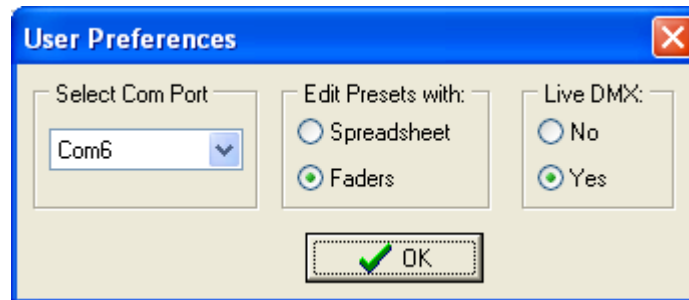 User Preferences
Select Com Port
Com6
Edit Presets with:
Spreadsheet
Faders
Live DMX:
No
Yes
OK